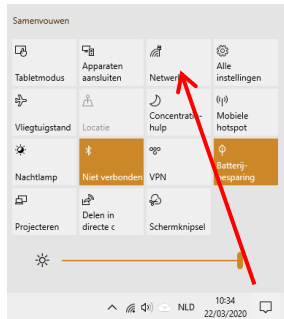 Samenvouwen
Tabletmodus
Apparaten
aansluiten
Netwerk
Alle
instellingen
Vliegtuigstand
Locatie
Concentratie-
hulp
Mobiele
hotspot
Nachtlamp
Niet verbonden
VPN
Batterij-
besparing
Projecteren
Delen in
directe c
Schermknipsel
NLD
10:34
22/03/2020